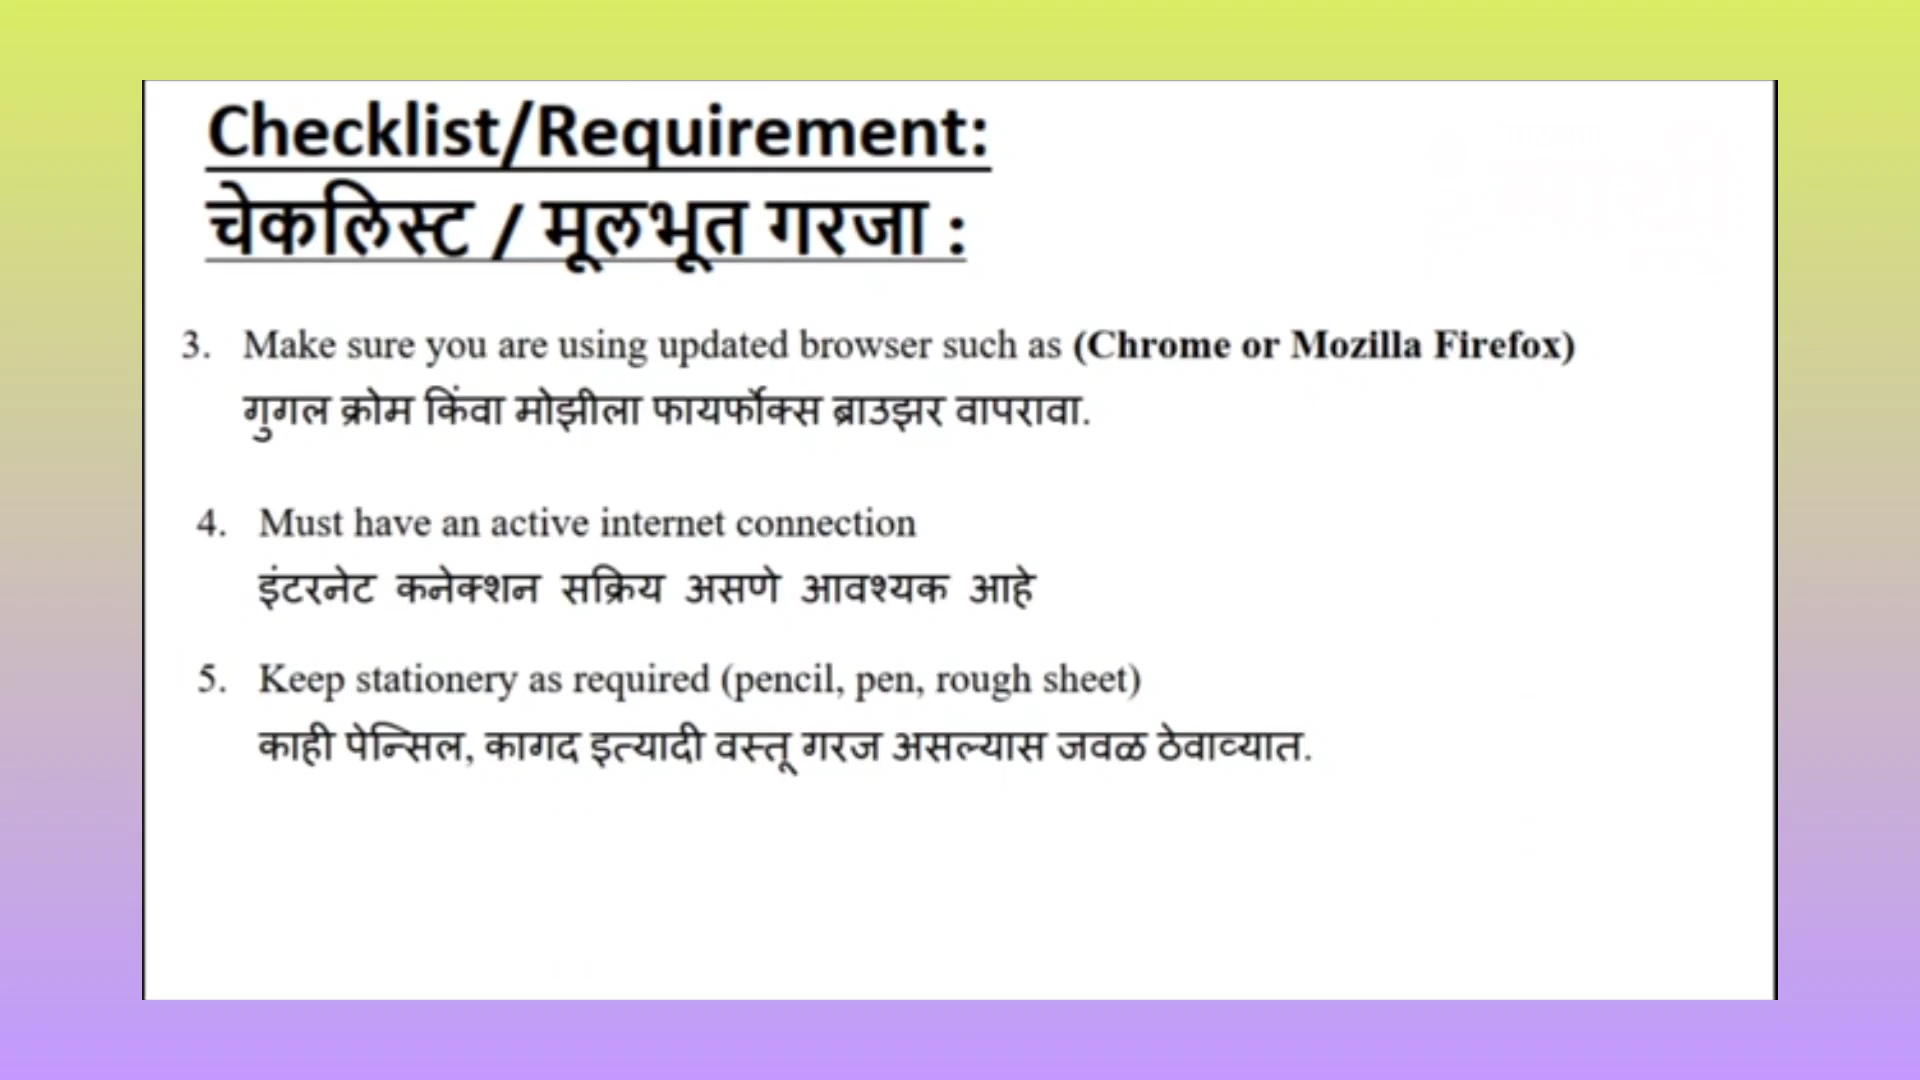 Checklist/Requirement:
चेकलिस्ट / मूलभूत गरजा :
3. Make sure you are using updated browser such as (Chrome or Mozilla Firefox)
गुगल क्रोम किंवा मोझीला फायर्फोक्स ब्राउझर वापरावा.
4. Must have an active internet connection
इंटरनेट कनेक्शन सक्रिय असणे आवश्यक आहे
5. Keep stationery as required (pencil, pen, rough sheet)
काही पेन्सिल, कागद इत्यादी वस्तू गरज असल्यास जवळ ठेवाव्यात.